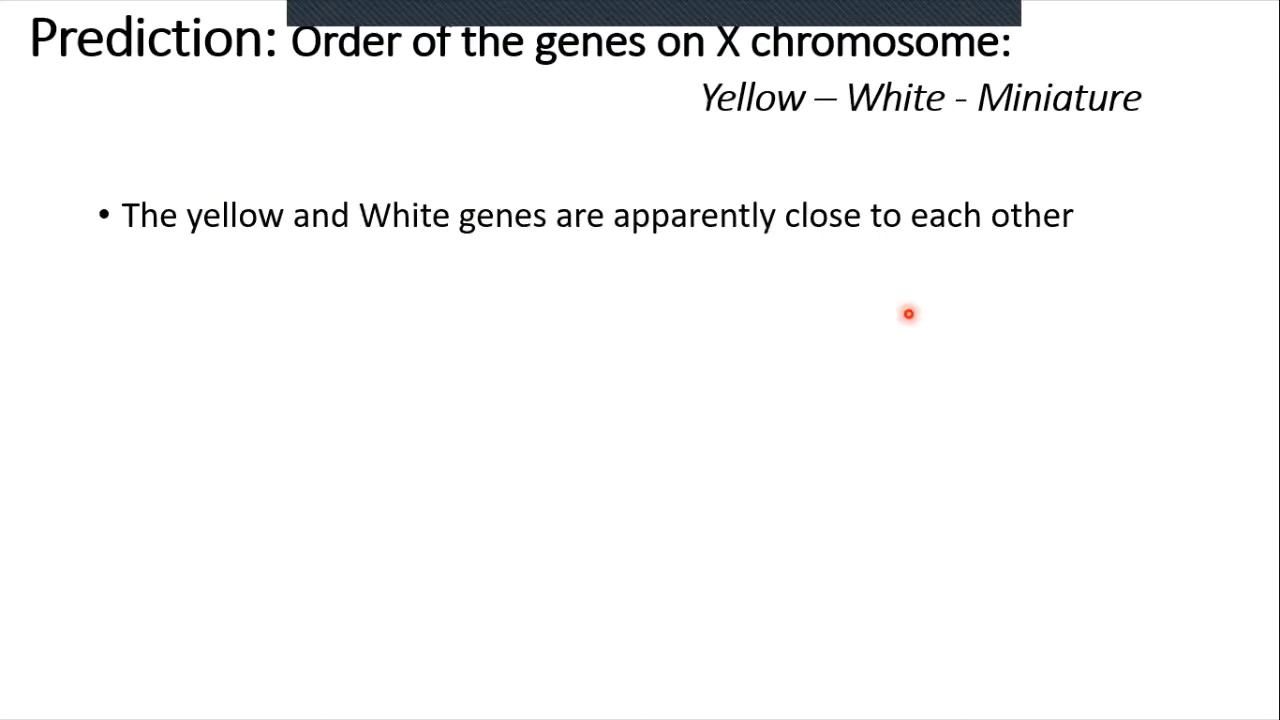 Prediction: Order of the genes on X chromosome:
Yellow – White - Miniature
• The yellow and White genes are apparently close to each other